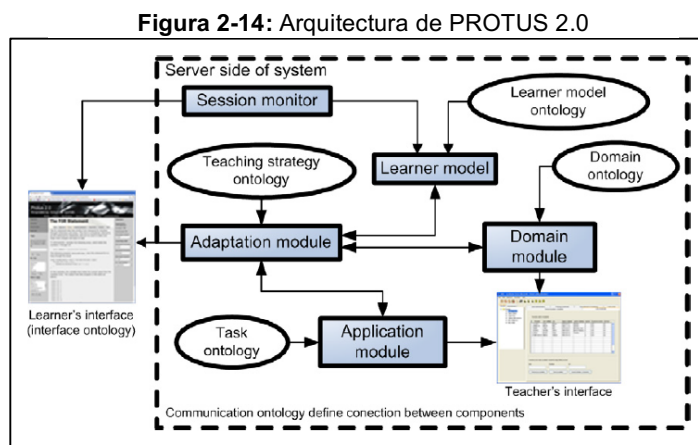 Figura 2-14: Arquitectura de PROTUS 2.0
Server side of system
Session monitor
Learner model
ontology
Teaching strategy
ontology
Learner model
Domain
ontology
Adaptation module
Domain
module
Learner's interface
(interface ontology)
Task
ontology
Application
module
Teacher's interface
Communication ontology define conection between components